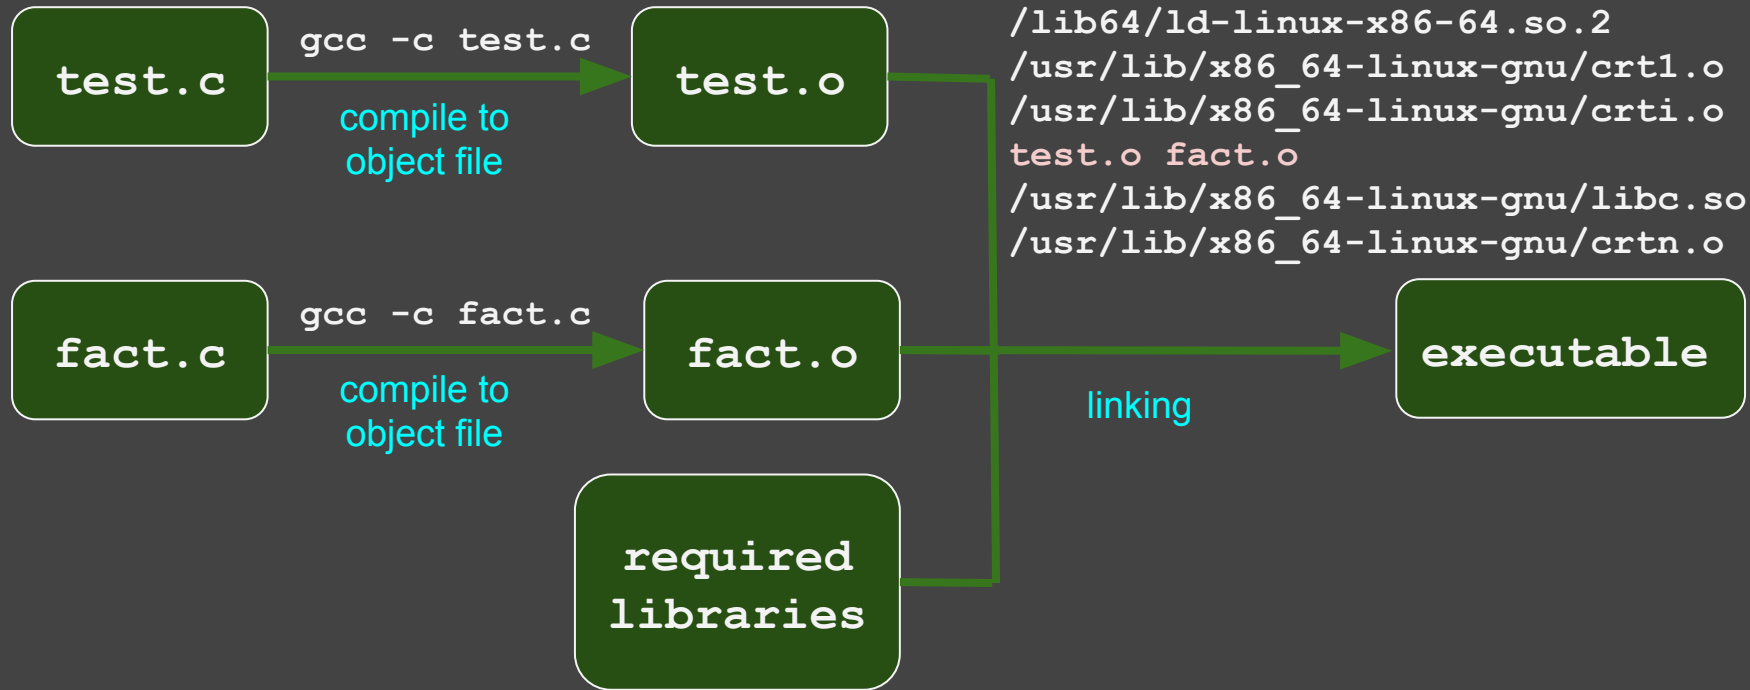 test.c
gcc -c test.c
compile to
object file
test.o
/lib64/ld-linux-x86-64.so.2
/usr/lib/x86_64-linux-gnu/crt1.o
/usr/lib/x86_64-linux-gnu/crti.o
test.o fact.o
/usr/lib/x86_64-linux-gnu/libc.so
/usr/lib/x86_64-linux-gnu/crtn.o
fact.c
gcc -c fact.c
compile to
object file
fact.o
linking
executable
required
libraries